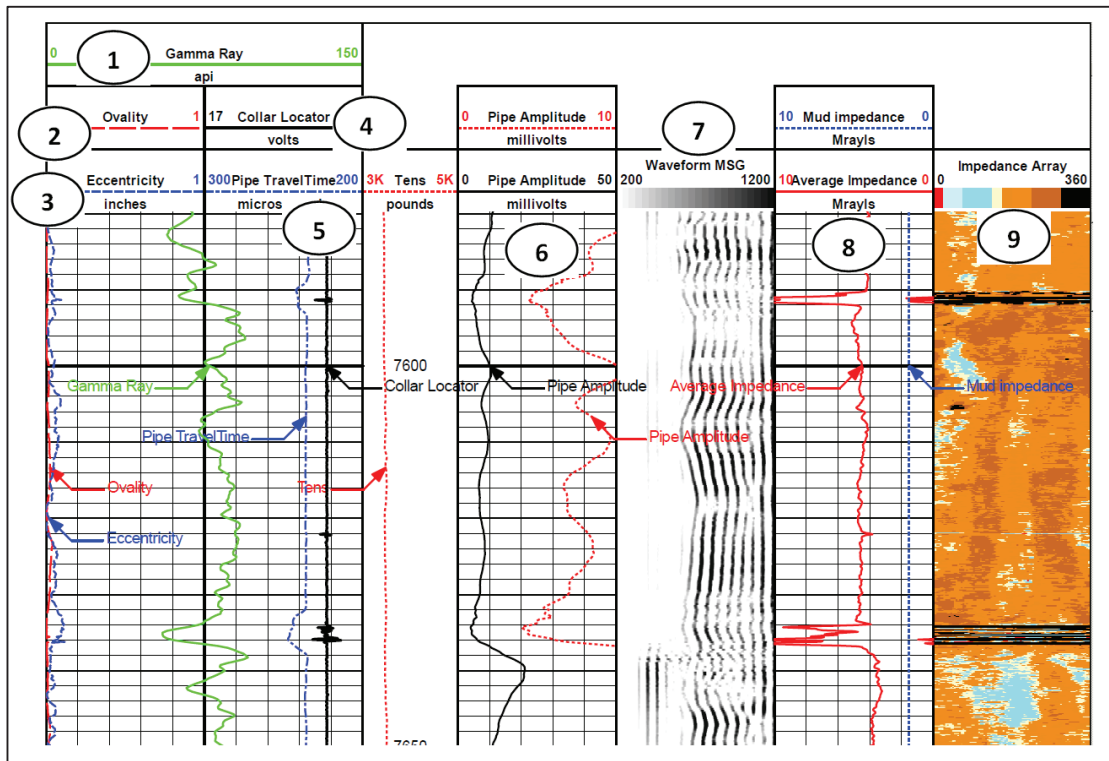 1
0 Gamma Ray 150
api
2
Ovality 1
17 Collar Locator
volts
4
0 Pipe Amplitude 10
millivolts
7
10 Mud impedance 0
Mrayls
3
Eccentricity 1
inches
300 Pipe TravelTime 200
micros
3K Tens 5K
pounds
0 Pipe Amplitude 50
millivolts
Waveform MSG
200 1200
10 Average Impedance 0
Mrayls
Impedance Array
0 360
5
6
8
9
7600
Gamma Ray
Collar Locator
Pipe Amplitude
Average Impedance
Mud impedance
Pipe TravelTime
Pipe Amplitude
Ovality
Tens
Eccentricity
7650